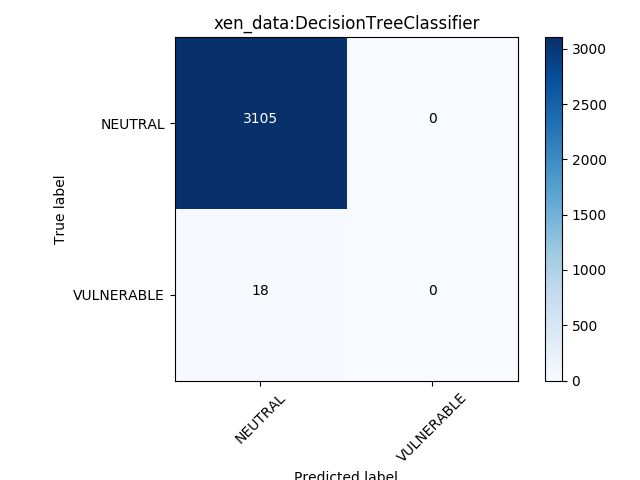 xen_data:DecisionTreeClassifier
NEUTRAL
3105
0
VULNERABLE
18
0
True label
NEUTRAL
VULNERABLE
Predicted label
3000
2500
2000
1500
1000
500
0